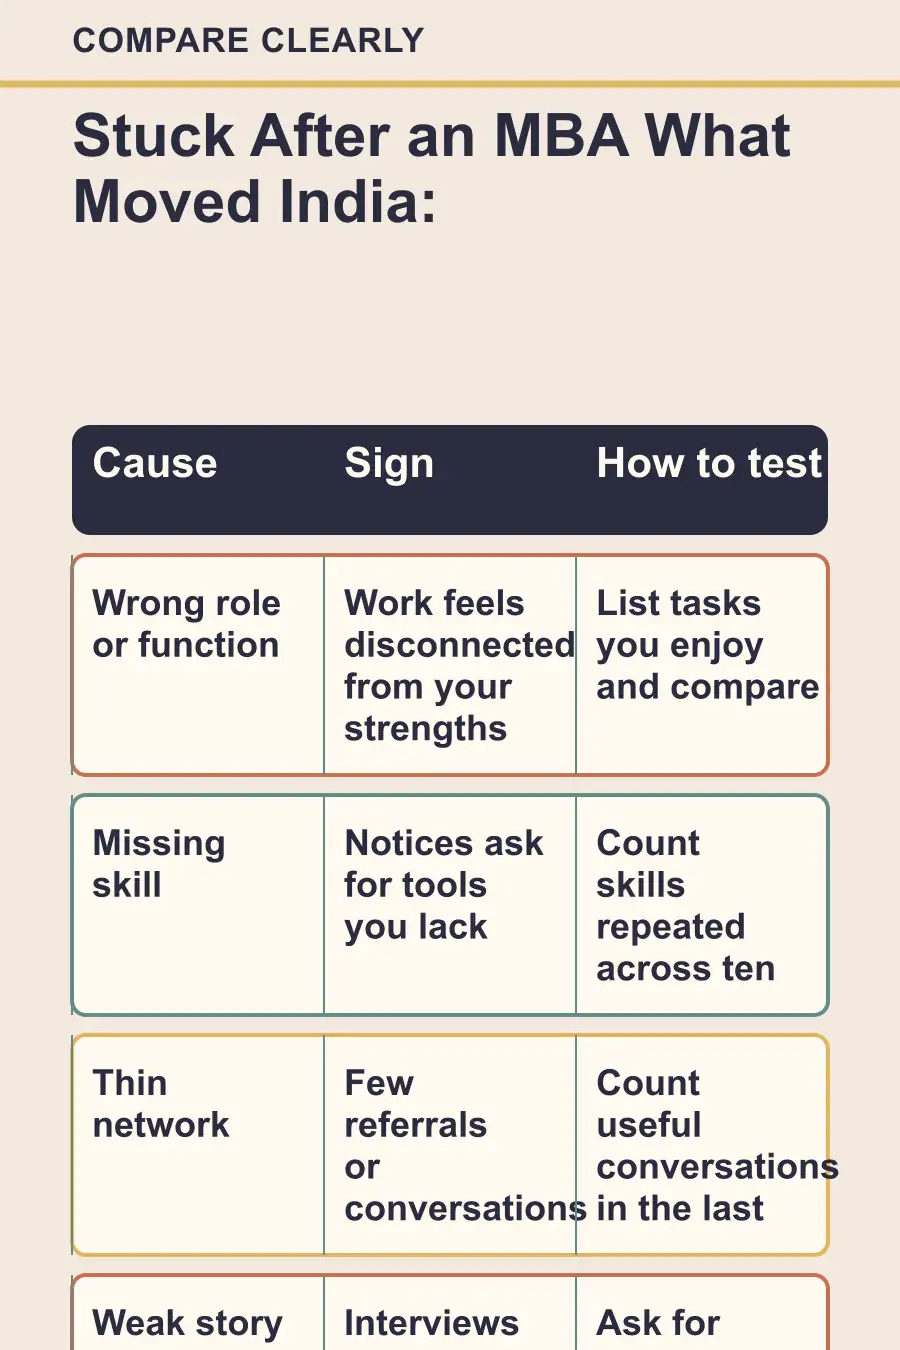 COMPARE CLEARLY
Stuck After an MBA What
Moved India:
Cause
Sign
How to test
Wrong role
or function
Work feels
disconnected
from your
strengths
List tasks
you enjoy
and compare
Missing
skill
Notices ask
for tools
you lack
Count
skills
repeated
across ten
Thin
network
Few
referrals
or
conversations
Count
useful
conversations
in the last
Weak story
Interviews
Ask for